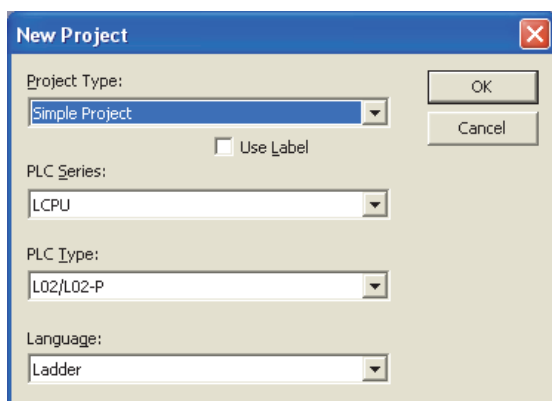 New Project
Project Type:
OK
Simple Project
Cancel
Use Label
PLC Series:
LCPU
PLC Type:
L02/L02-P
Language:
Ladder